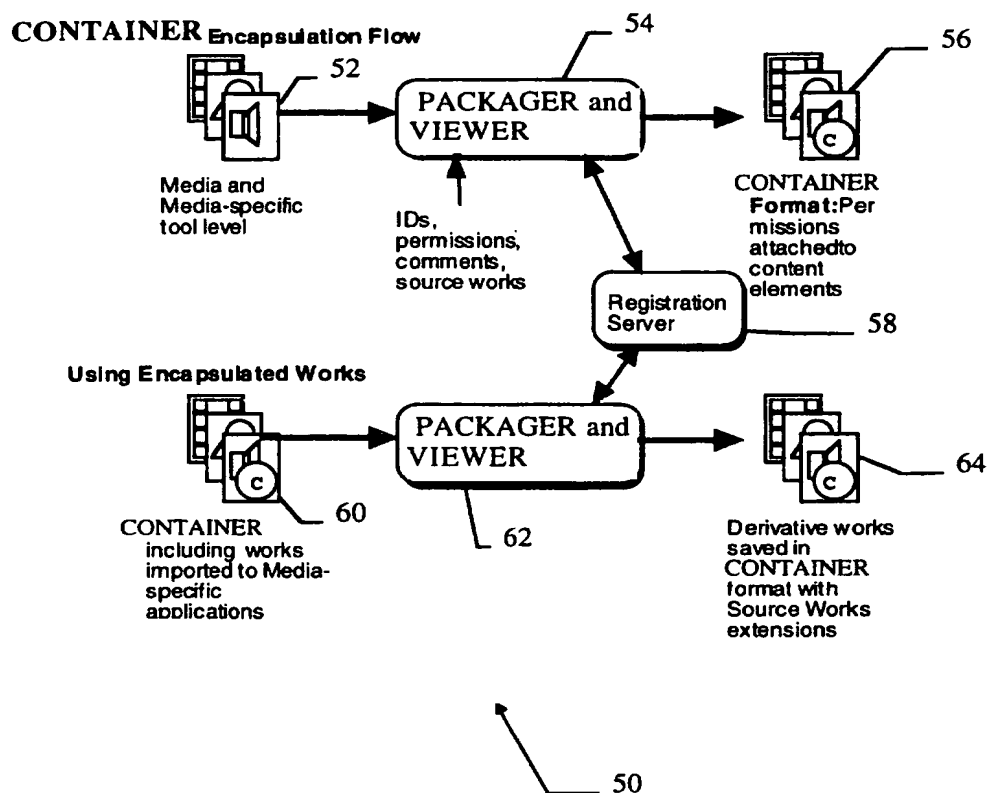 CONTAINER Encapsulation Flow
52
54
56
PACKAGER and
VIEWER
C
Media and
Media-specific
tool level
IDs,
permissions,
comments,
source works
CONTAINER
Format:Per
missions
attachedto
content
elements
Registration
Server
58
Using Encapsulated Works
PACKAGER and
VIEWER
C
60
62
C
64
CONTAINER
including works
imported to Media-
specific
applications
Derivative works
saved in
CONTAINER
format with
Source Works
extensions
50